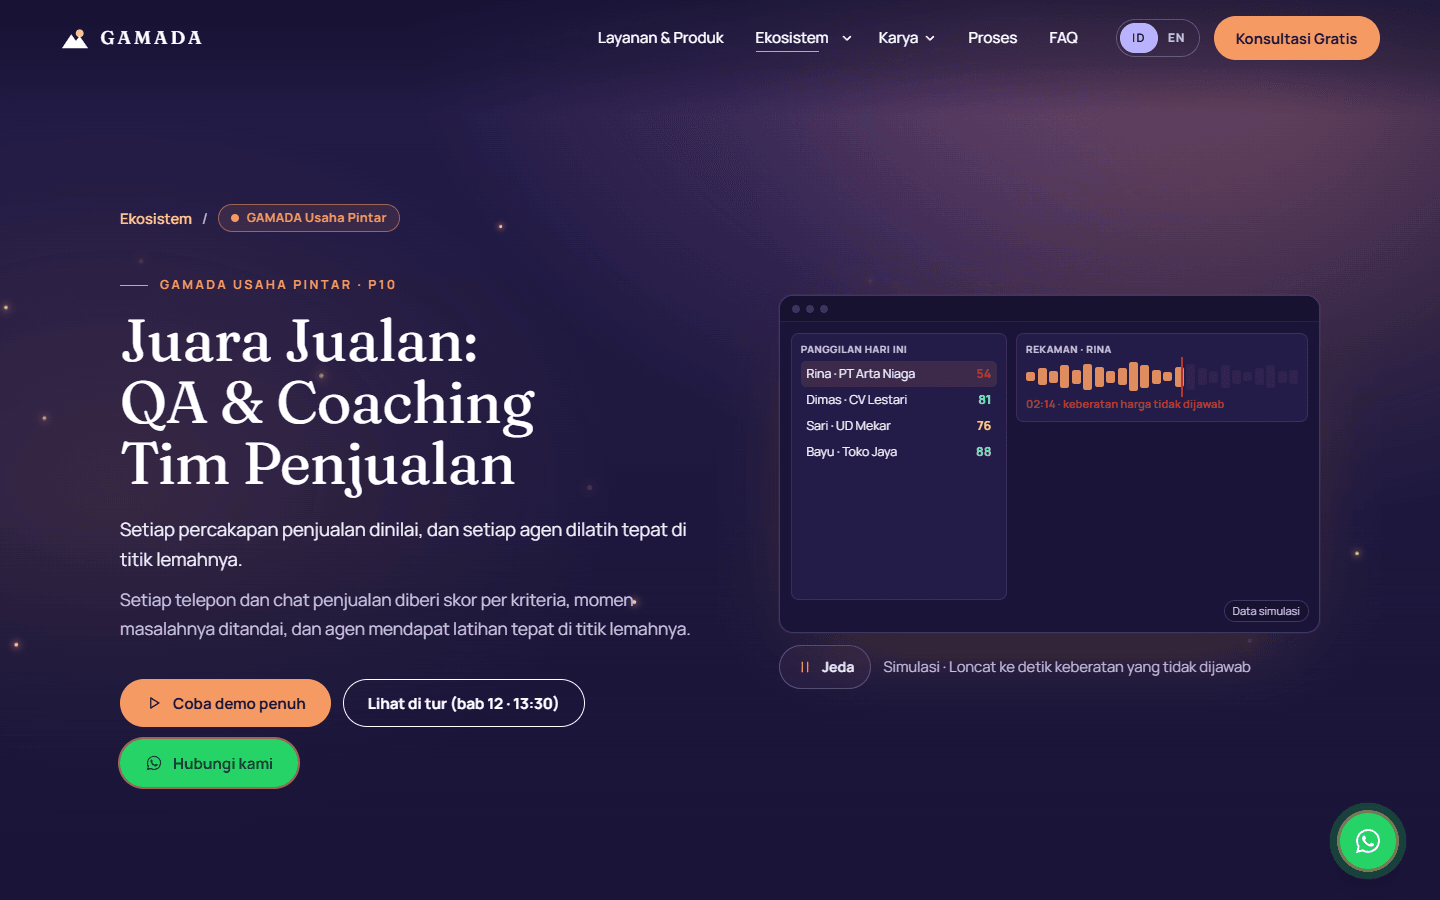 GAMADA
Layanan & Produk
Ekosistem
Karya
Proses
FAQ
ID
EN
Konsultasi Gratis
Ekosistem / GAMADA Usaha Pintar
GAMADA USAHA PINTAR · P10
Juara Jualan:
QA & Coaching
Tim Penjualan
Setiap percakapan penjualan dinilai, dan setiap agen dilatih tepat di
titik lemahnya.
Setiap telepon dan chat penjualan diberi skor per kriteria, momen
masalahnya ditandai, dan agen mendapat latihan tepat di titik lemahnya.
Coba demo penuh
Lihat di tur (bab 12 · 13:30)
Hubungi kami
PANGGILAN HARI INI
Rina · PT Arta Niaga 54
Dimas · CV Lestari 81
Sari · UD Mekar 76
Bayu · Toko Jaya 88
REKAMAN · RINA
02:14 · keberatan harga tidak dijawab
Data simulasi
Jeda
Simulasi · Loncat ke detik keberatan yang tidak dijawab